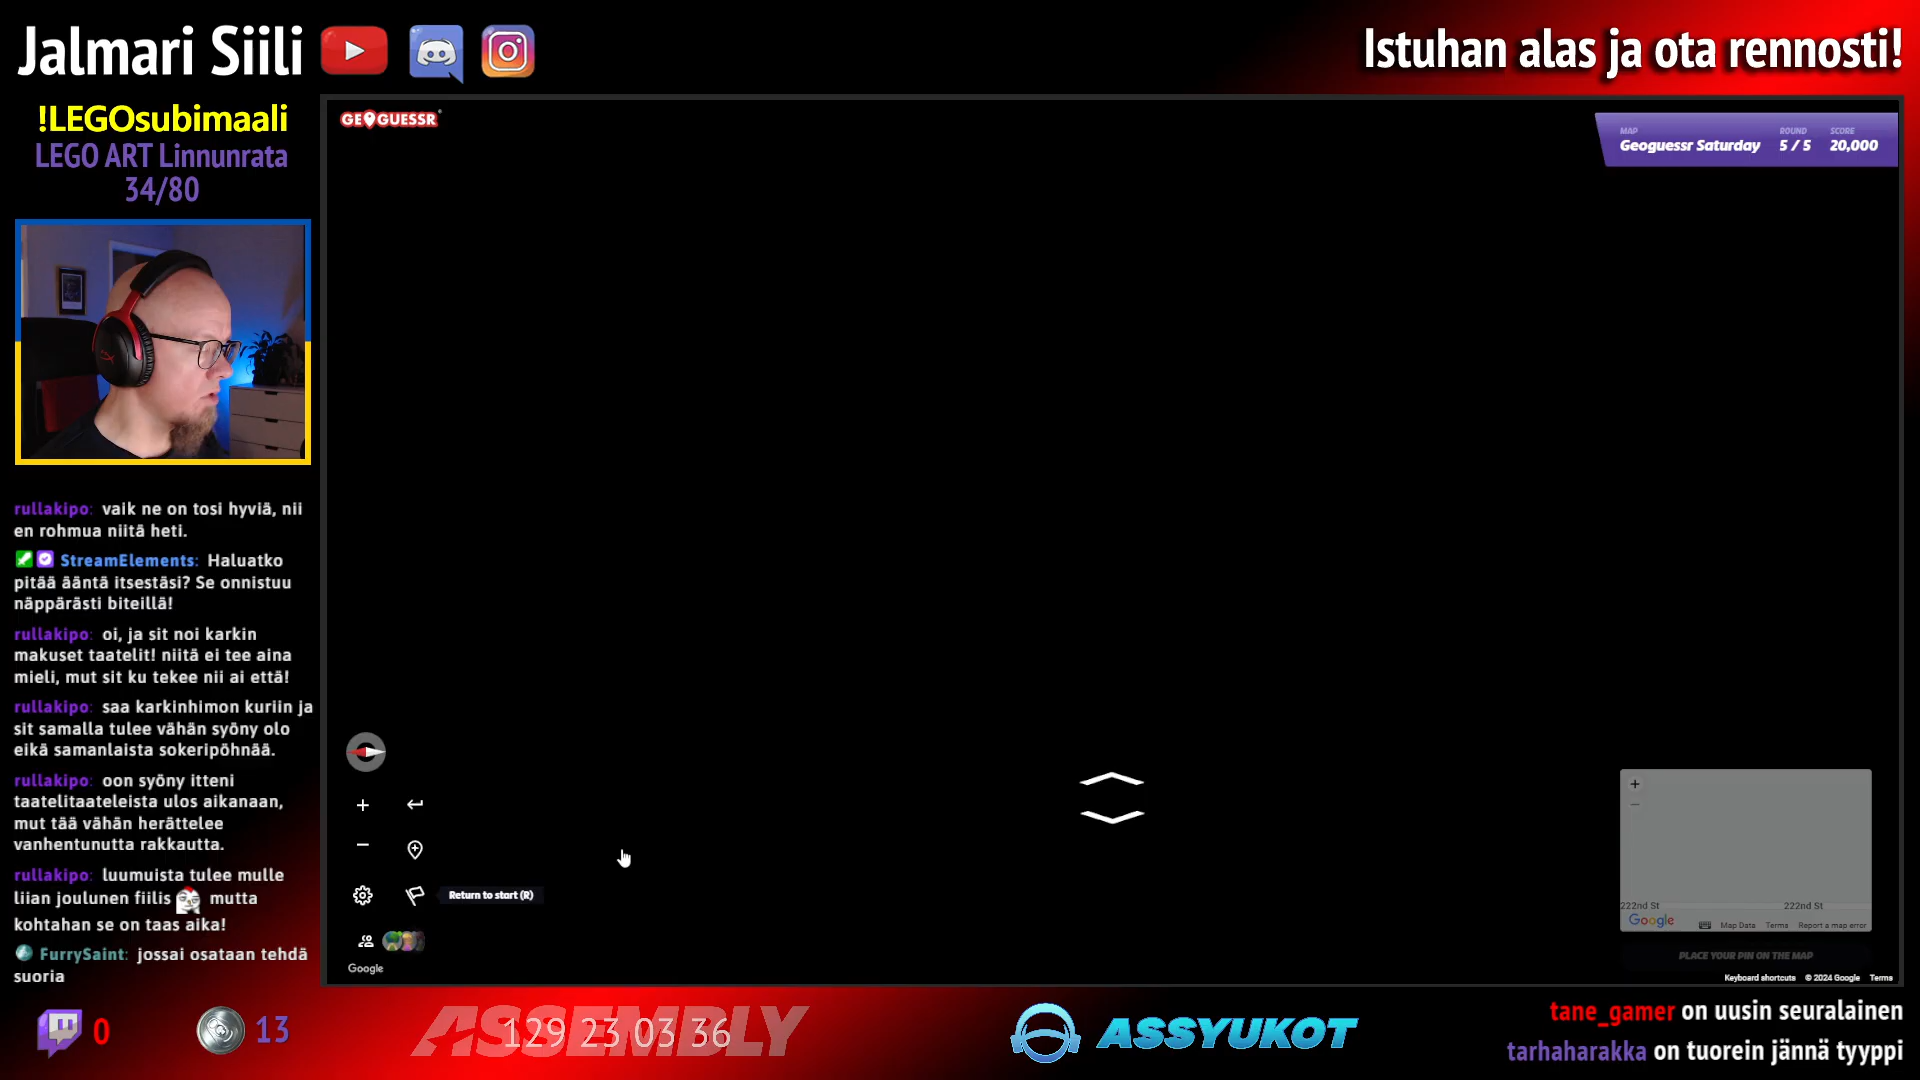 Jalmari Siili
Istuhan alas ja ota rennosti!
!LEGOsubimaali
LEGO ART Linnunrata
34/80
GEOGUESSR
MAP
Geoguessr Saturday
ROUND
5 / 5
SCORE
20,000
rullakipo: vaik ne on tosi hyviä, nii
en rohmua niitä heti.
StreamElements: Haluatko
pitää ääntä itsestäsi? Se onnistuu
näppärästi biteillä!
rullakipo: oi, ja sit noi karkin
makuset taatelit! niitä ei tee aina
mieli, mut sit ku tekee nii ai että!
rullakipo: saa karkinhimon kuriin ja
sit samalla tulee vähän syöny olo
eikä samanlaista sokeripöhnää.
rullakipo: oon syöny itteni
taatelitaateleista ulos aikanaan,
mut tää vähän herättelee
vanhentunutta rakkautta.
rullakipo: luumuista tulee mulle
liian joulunen fiilis mutta
kohtahan se on taas aika!
FurrySaint: jossai osataan tehdä
suoria
Return to start (R)
Google
222nd St
222nd St
Google
Map Data
Terms
Report a map error
PLACE YOUR PIN ON THE MAP
Keyboard shortcuts
© 2024 Google
Terms
0
13
ASSEMBLY
129 23 03 36
ASSYUKOT
tane_gamer on uusin seuralainen
tarhaharakka on tuorein jännä tyyppi